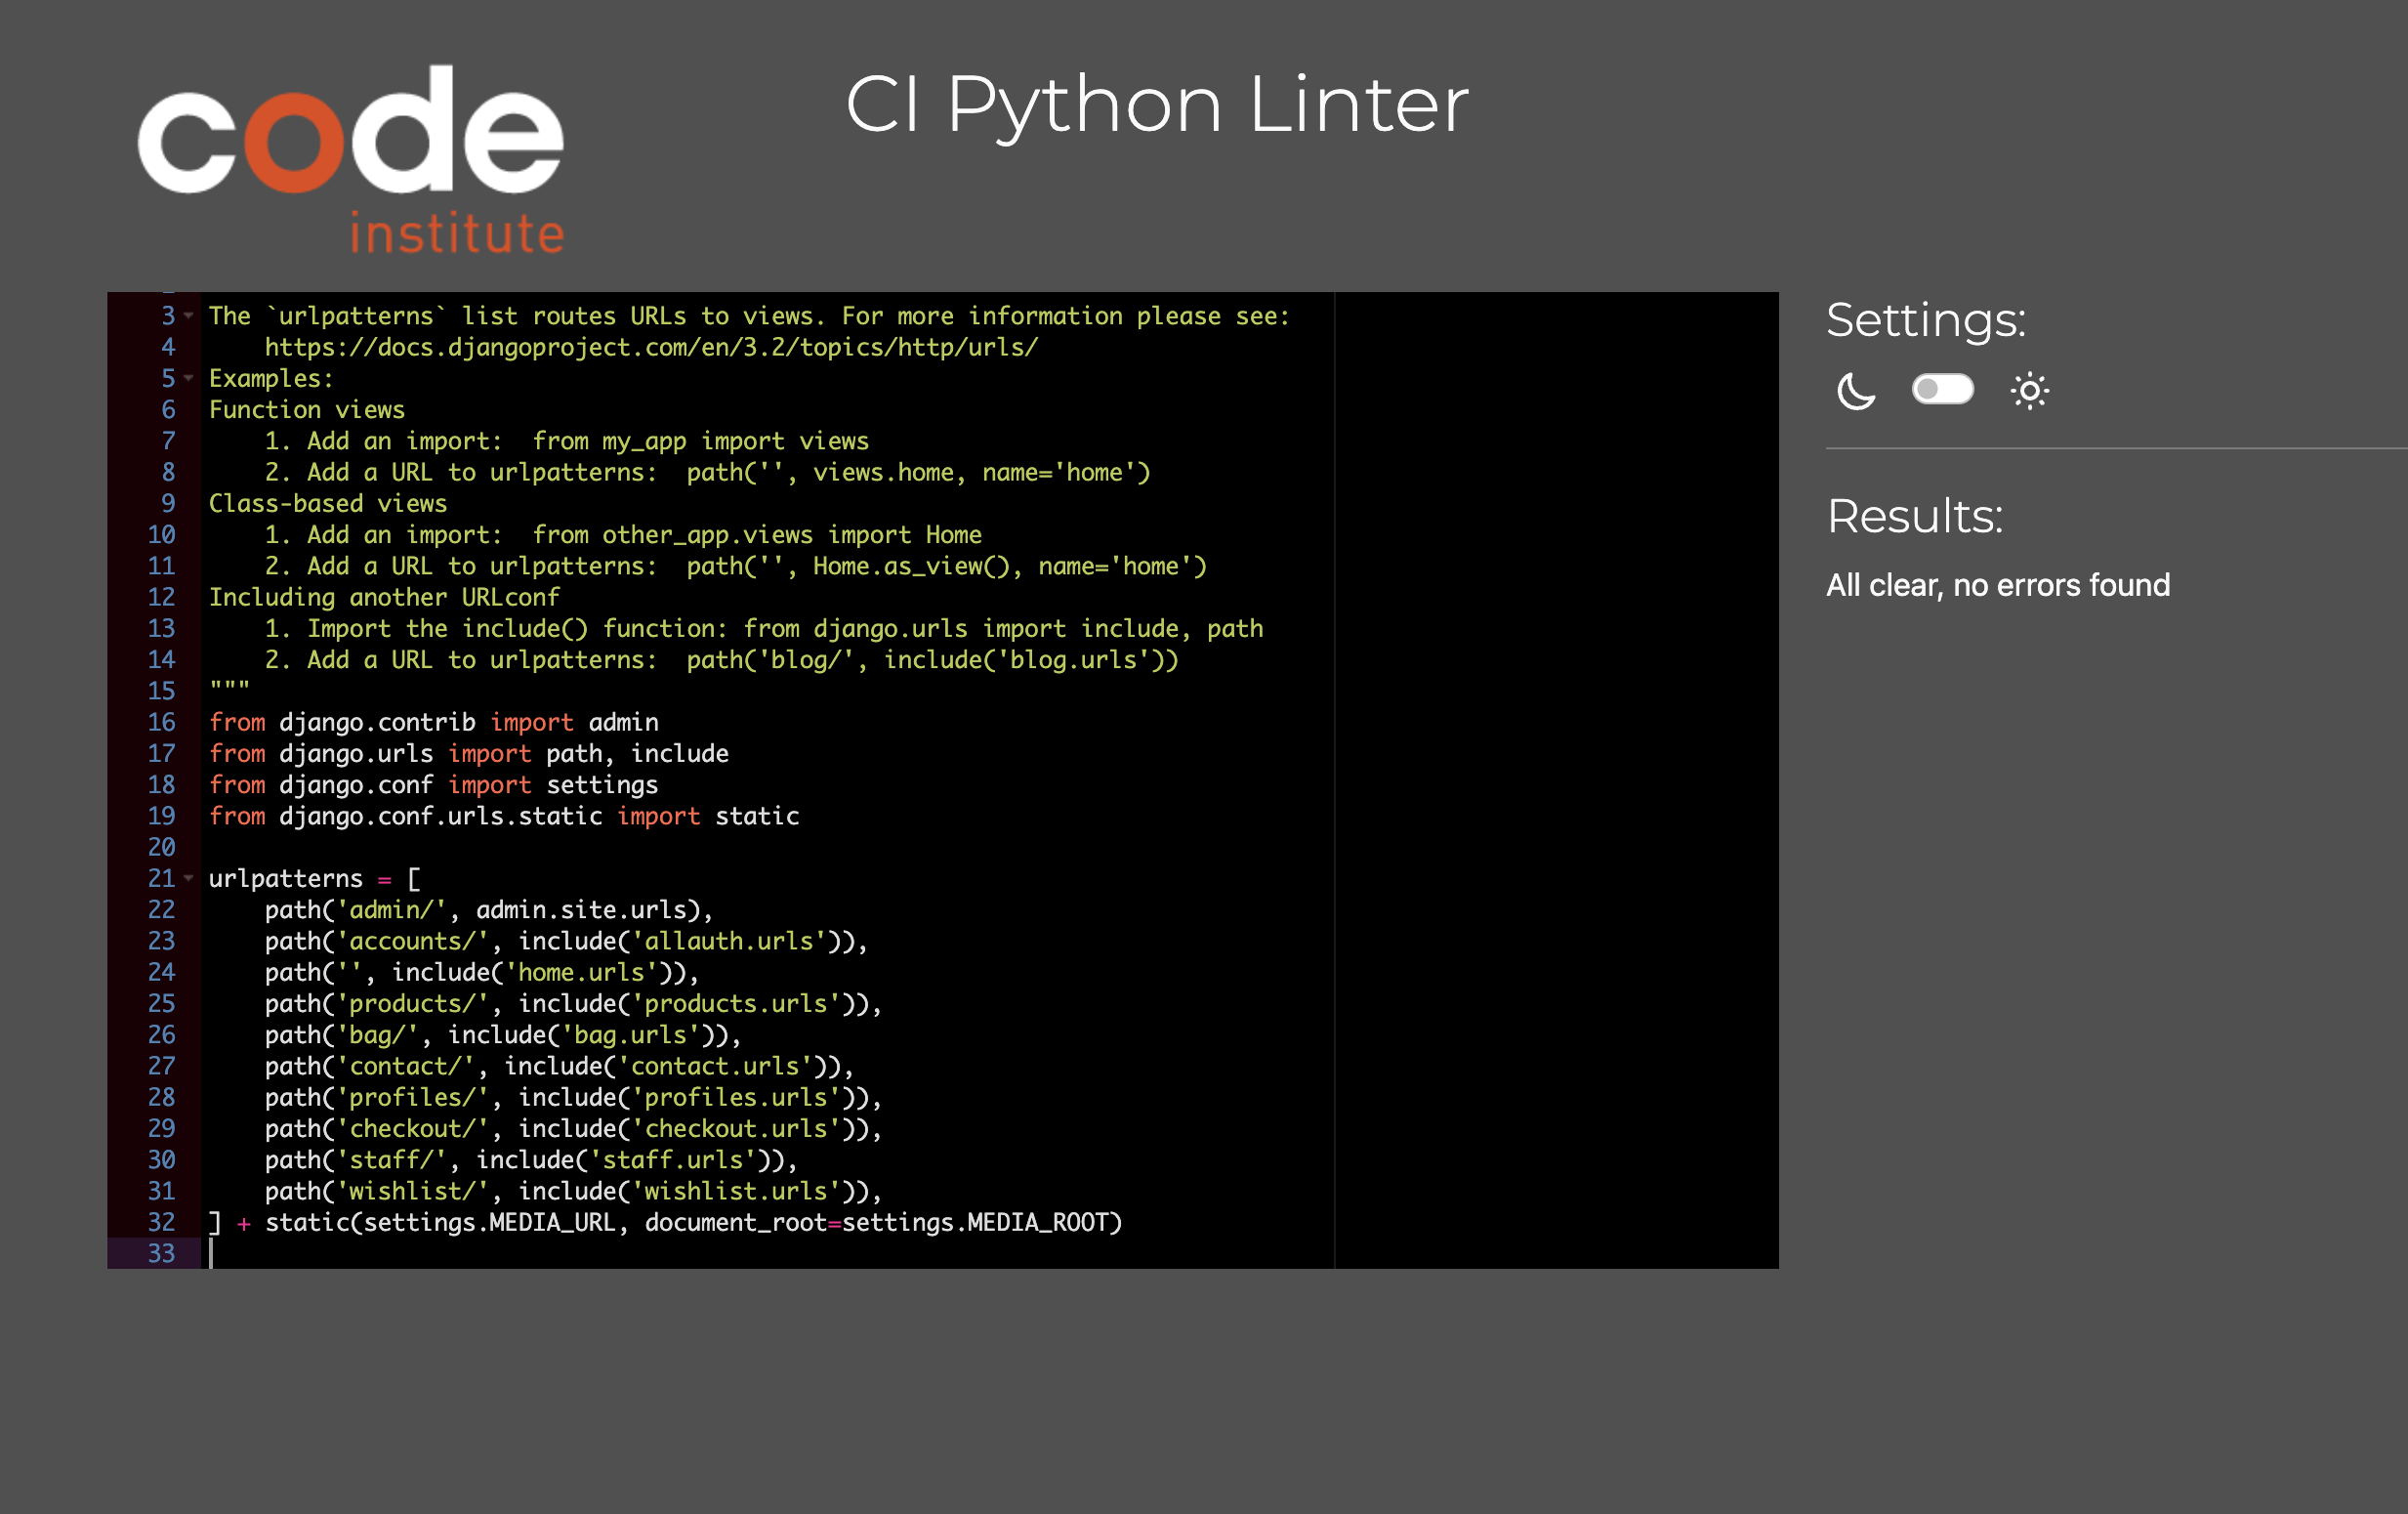 code
institute
CI Python Linter
3 The `urlpatterns` list routes URLs to views. For more information please see:
4     https://docs.djangoproject.com/en/3.2/topics/http/urls/
5 Examples:
6 Function views
7     1. Add an import:  from my_app import views
8     2. Add a URL to urlpatterns:  path('', views.home, name='home')
9 Class-based views
10     1. Add an import:  from other_app.views import Home
11     2. Add a URL to urlpatterns:  path('', Home.as_view(), name='home')
12 Including another URLconf
13     1. Import the include() function: from django.urls import include, path
14     2. Add a URL to urlpatterns:  path('blog/', include('blog.urls'))
15 """
16 from django.contrib import admin
17 from django.urls import path, include
18 from django.conf import settings
19 from django.conf.urls.static import static
20
21 urlpatterns = [
22     path('admin/', admin.site.urls),
23     path('accounts/', include('allauth.urls')),
24     path('', include('home.urls')),
25     path('products/', include('products.urls')),
26     path('bag/', include('bag.urls')),
27     path('contact/', include('contact.urls')),
28     path('profiles/', include('profiles.urls')),
29     path('checkout/', include('checkout.urls')),
30     path('staff/', include('staff.urls')),
31     path('wishlist/', include('wishlist.urls')),
32 ] + static(settings.MEDIA_URL, document_root=settings.MEDIA_ROOT)
33
Settings:
Results:
All clear, no errors found